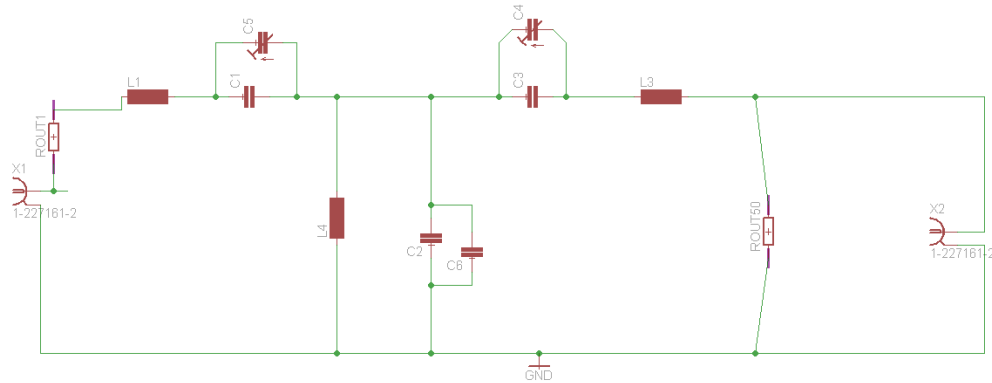 C5
C4
L1
C1
C3
L3
ROUT1
X1
1-227161-2
L4
C2
C6
ROUT50
X2
1-227161-2
GND